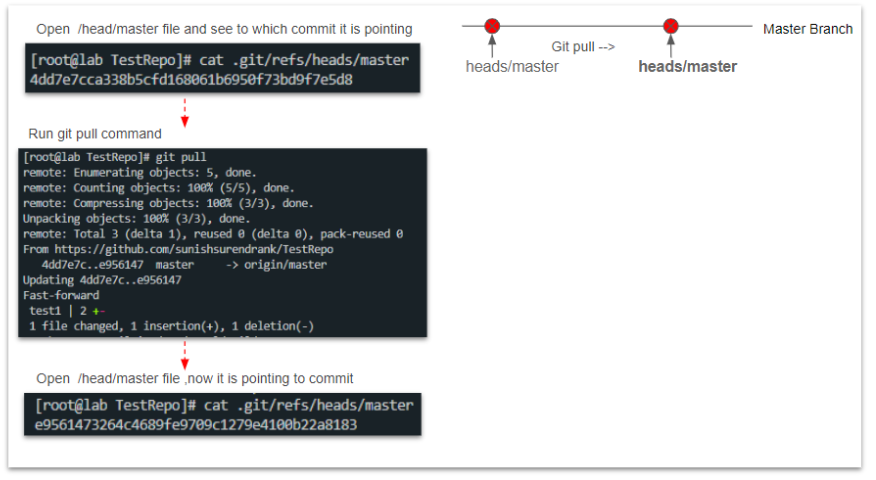 Open  /head/master file and see to which commit it is pointing
[root@lab TestRepo]# cat .git/refs/heads/master
4dd7e7cca338b5cfd168061b6950f73bd9f7e5d8
Run git pull command
[root@lab TestRepo]# git pull
remote: Enumerating objects: 5, done.
remote: Counting objects: 100% (5/5), done.
remote: Compressing objects: 100% (3/3), done.
Unpacking objects: 100% (3/3), done.
remote: Total 3 (delta 1), reused 0 (delta 0), pack-reused 0
From https://github.com/sunishsurendrank/TestRepo
   4dd7e7c..e956147  master     -> origin/master
Updating 4dd7e7c..e956147
Fast-forward
 test1 | 2 +-
 1 file changed, 1 insertion(+), 1 deletion(-)
Open  /head/master file ,now it is pointing to commit
[root@lab TestRepo]# cat .git/refs/heads/master
e9561473264c4689fe9709c1279e4100b22a8183
Master Branch
Git pull -->
heads/master
heads/master